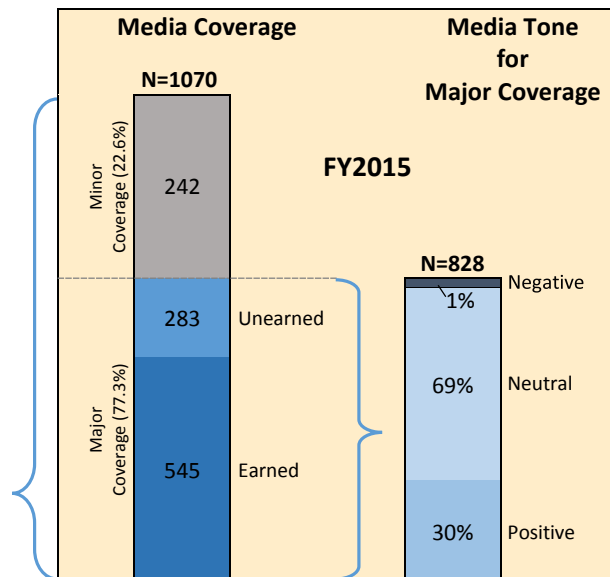 Media Coverage
N=1070
Minor
Coverage (22.6%)
242
283
Unearned
Major
Coverage (77.3%)
545
Earned
FY2015
Media Tone
for
Major Coverage
N=828
Negative
1%
69%
Neutral
30%
Positive